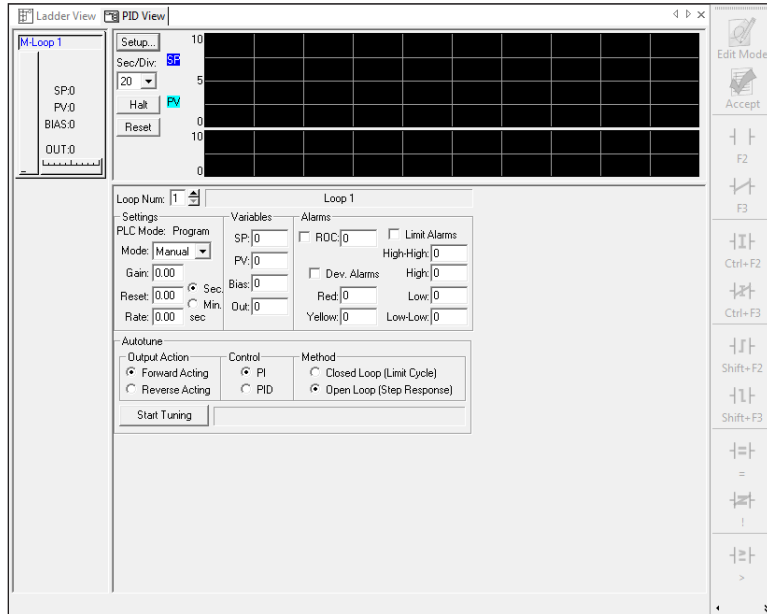 Ladder View PID View
M-Loop 1
SP:0
PV:0
BIAS:0
OUT:0
Setup...
Sec/Div:
20
Halt
Reset
10
SP
5
PV
0
10
0
Loop Num: 1 Loop 1
Settings
PLC Mode: Program
Mode: Manual
Gain: 0.00
Reset: 0.00 Sec. Min.
Rate: 0.00 sec
Variables
SP: 0
PV: 0
Bias: 0
Out: 0
Alarms
ROC: 0
Dev. Alarms
Red: 0
Yellow: 0
Limit Alarms
High-High: 0
High: 0
Low: 0
Low-Low: 0
Autotune
Output Action
Forward Acting
Reverse Acting
Control
PI
PID
Method
Closed Loop (Limit Cycle)
Open Loop (Step Response)
Start Tuning
Edit Mode
Accept
F2
F3
Ctrl+F2
Ctrl+F3
Shift+F2
Shift+F3
=
!
>